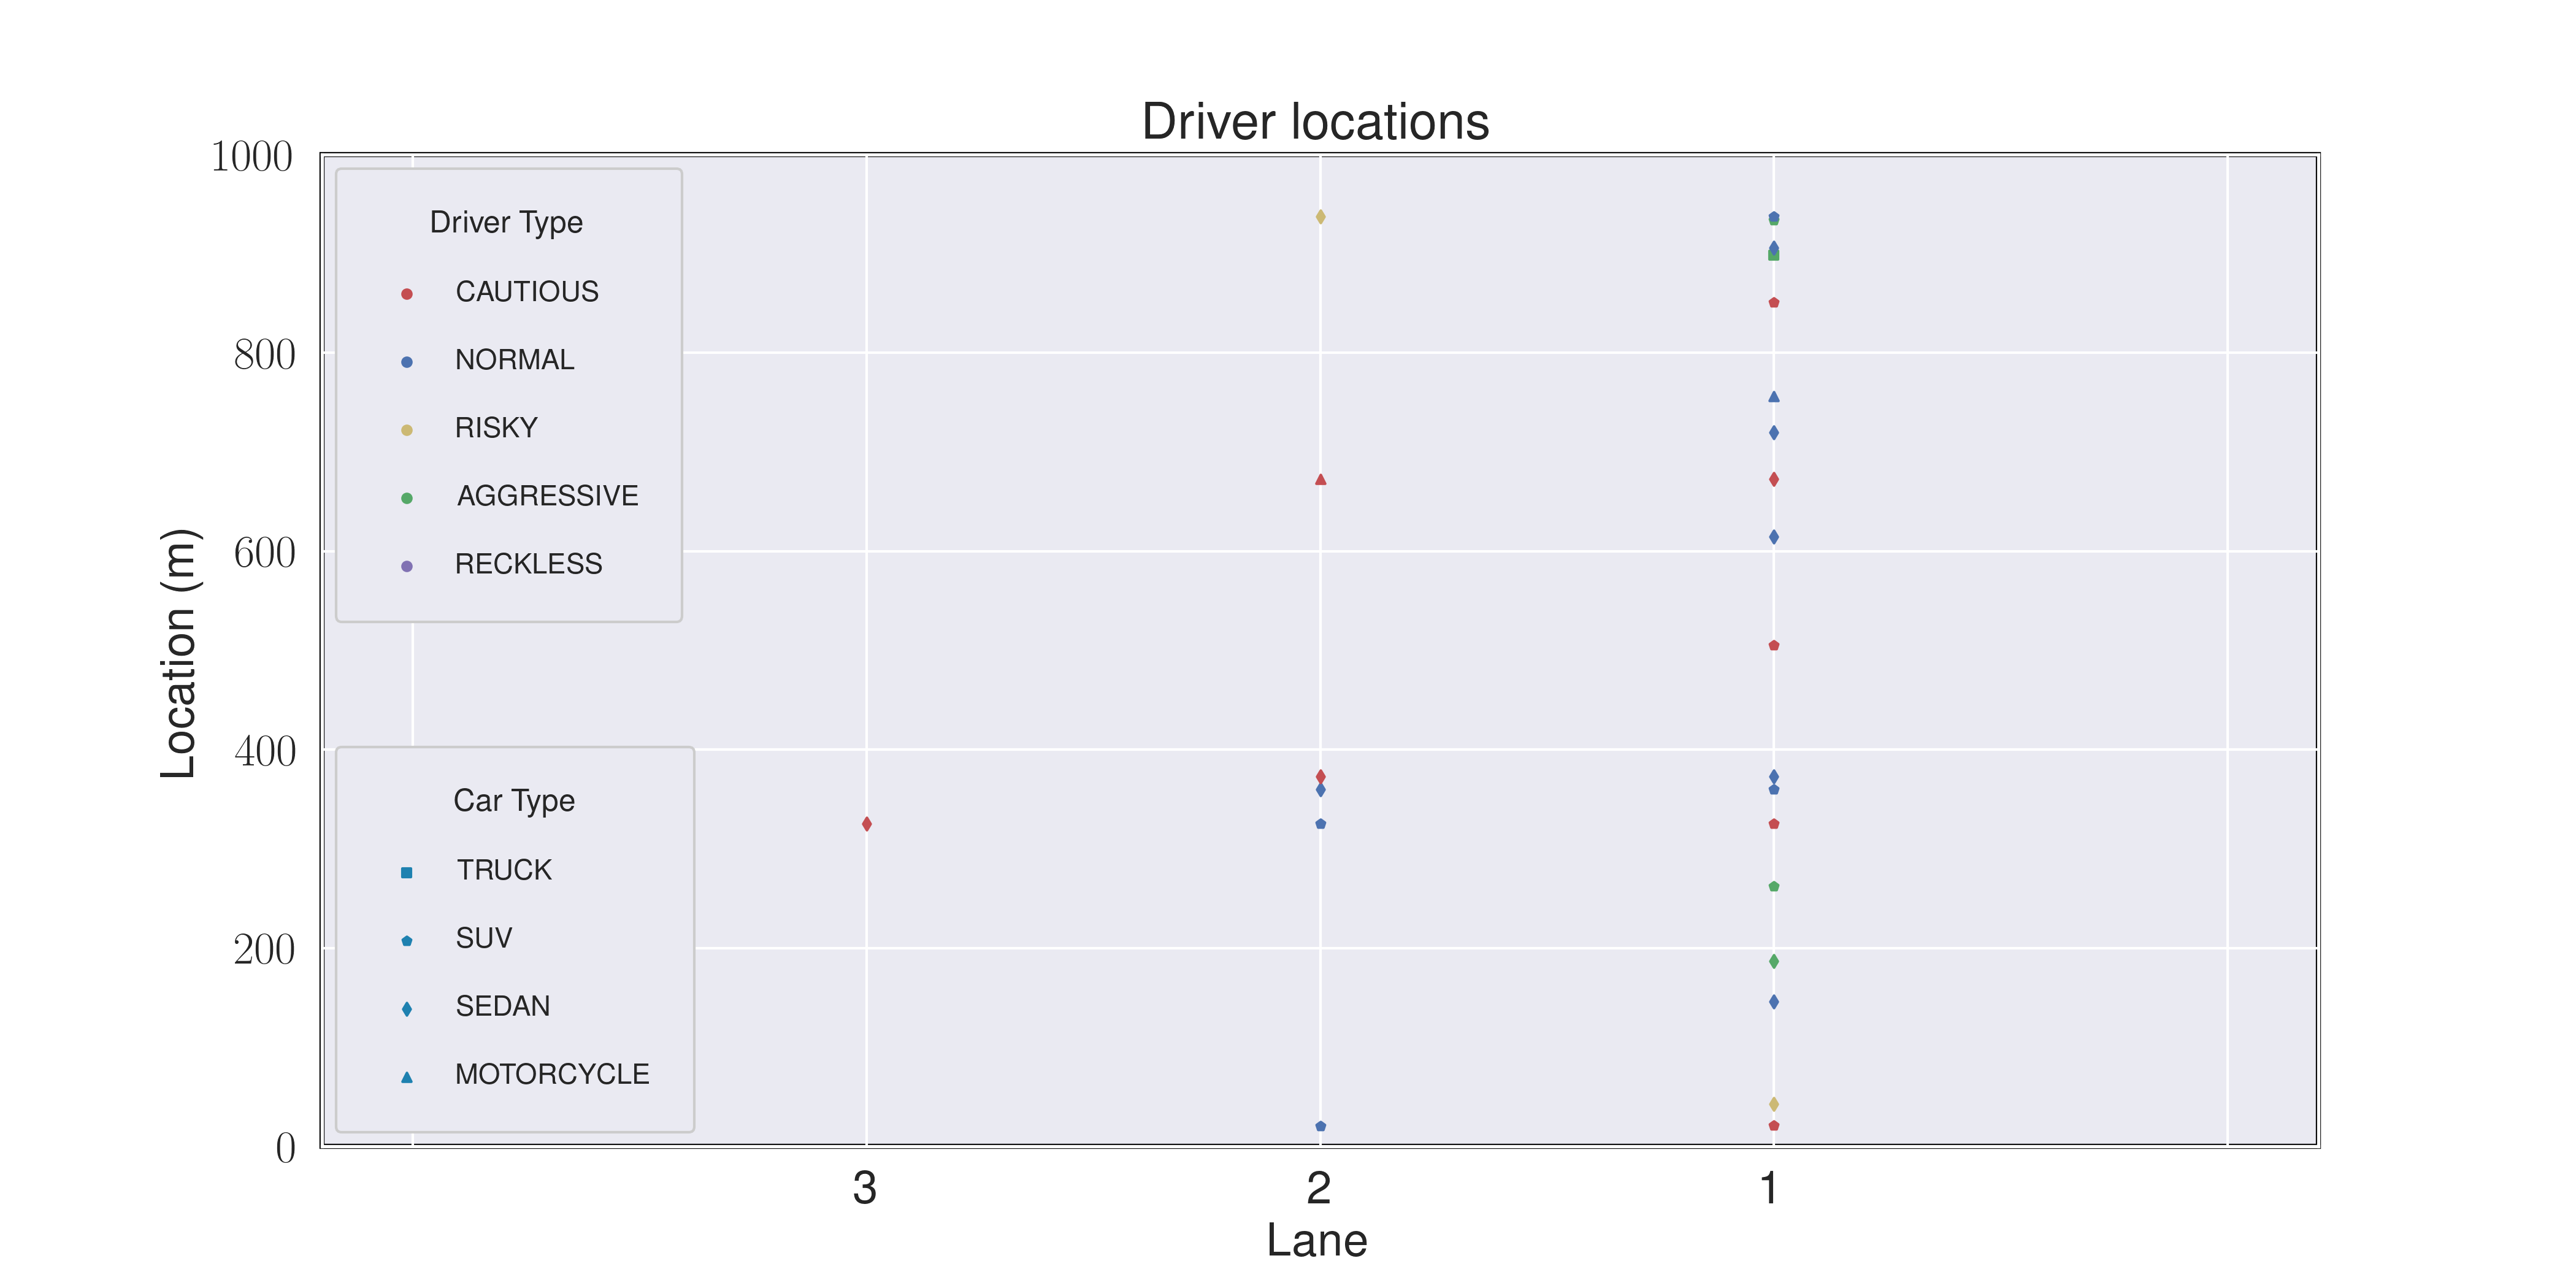 Driver locations
1000
800
600
400
200
0
Location (m)
Driver Type
CAUTIOUS
NORMAL
RISKY
AGGRESSIVE
RECKLESS
Car Type
TRUCK
SUV
SEDAN
MOTORCYCLE
3 2 1
Lane